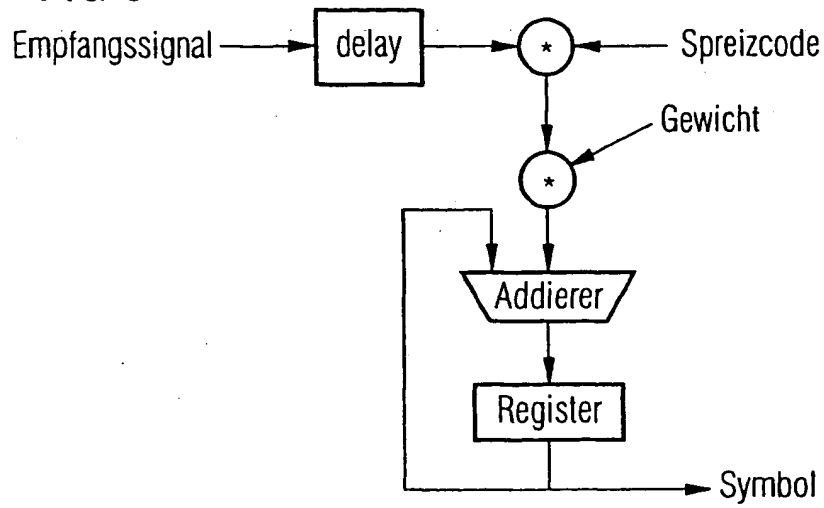 Empfangssignal
delay
*
Spreizcode
Gewicht
*
Addierer
Register
Symbol